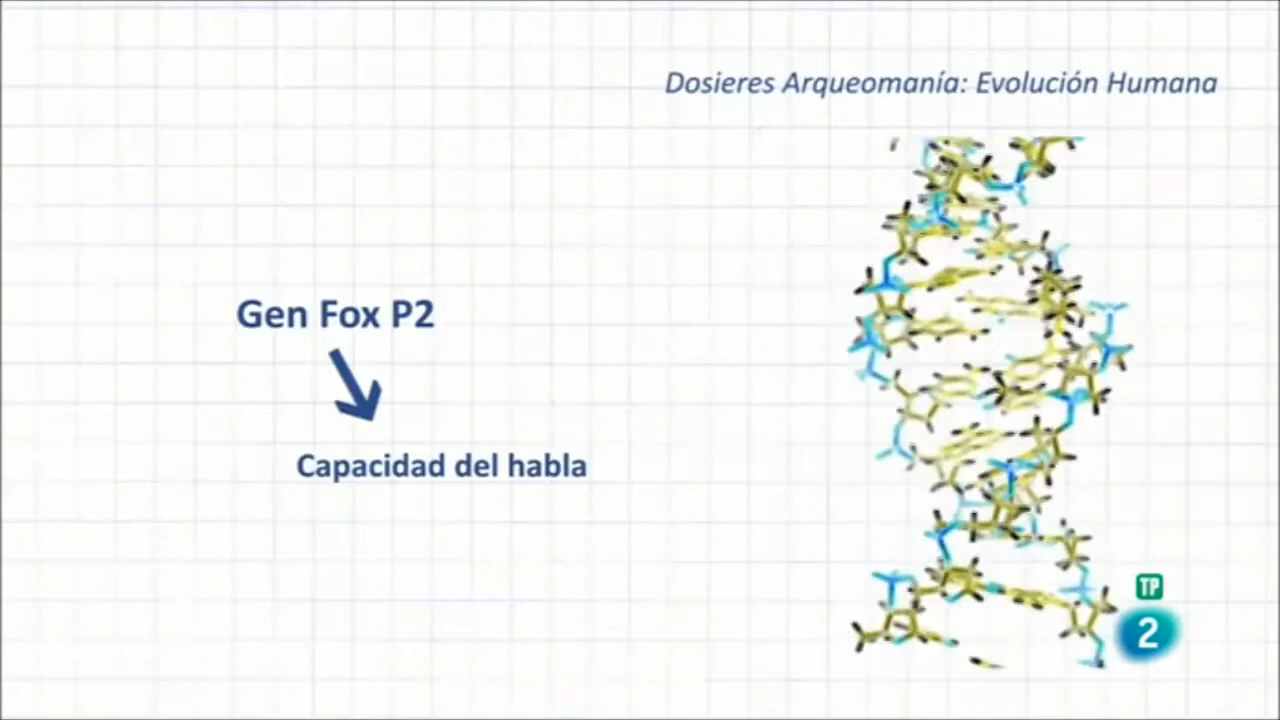 Dosieres Arqueomanía: Evolución Humana
Gen Fox P2
Capacidad del habla
TP
2